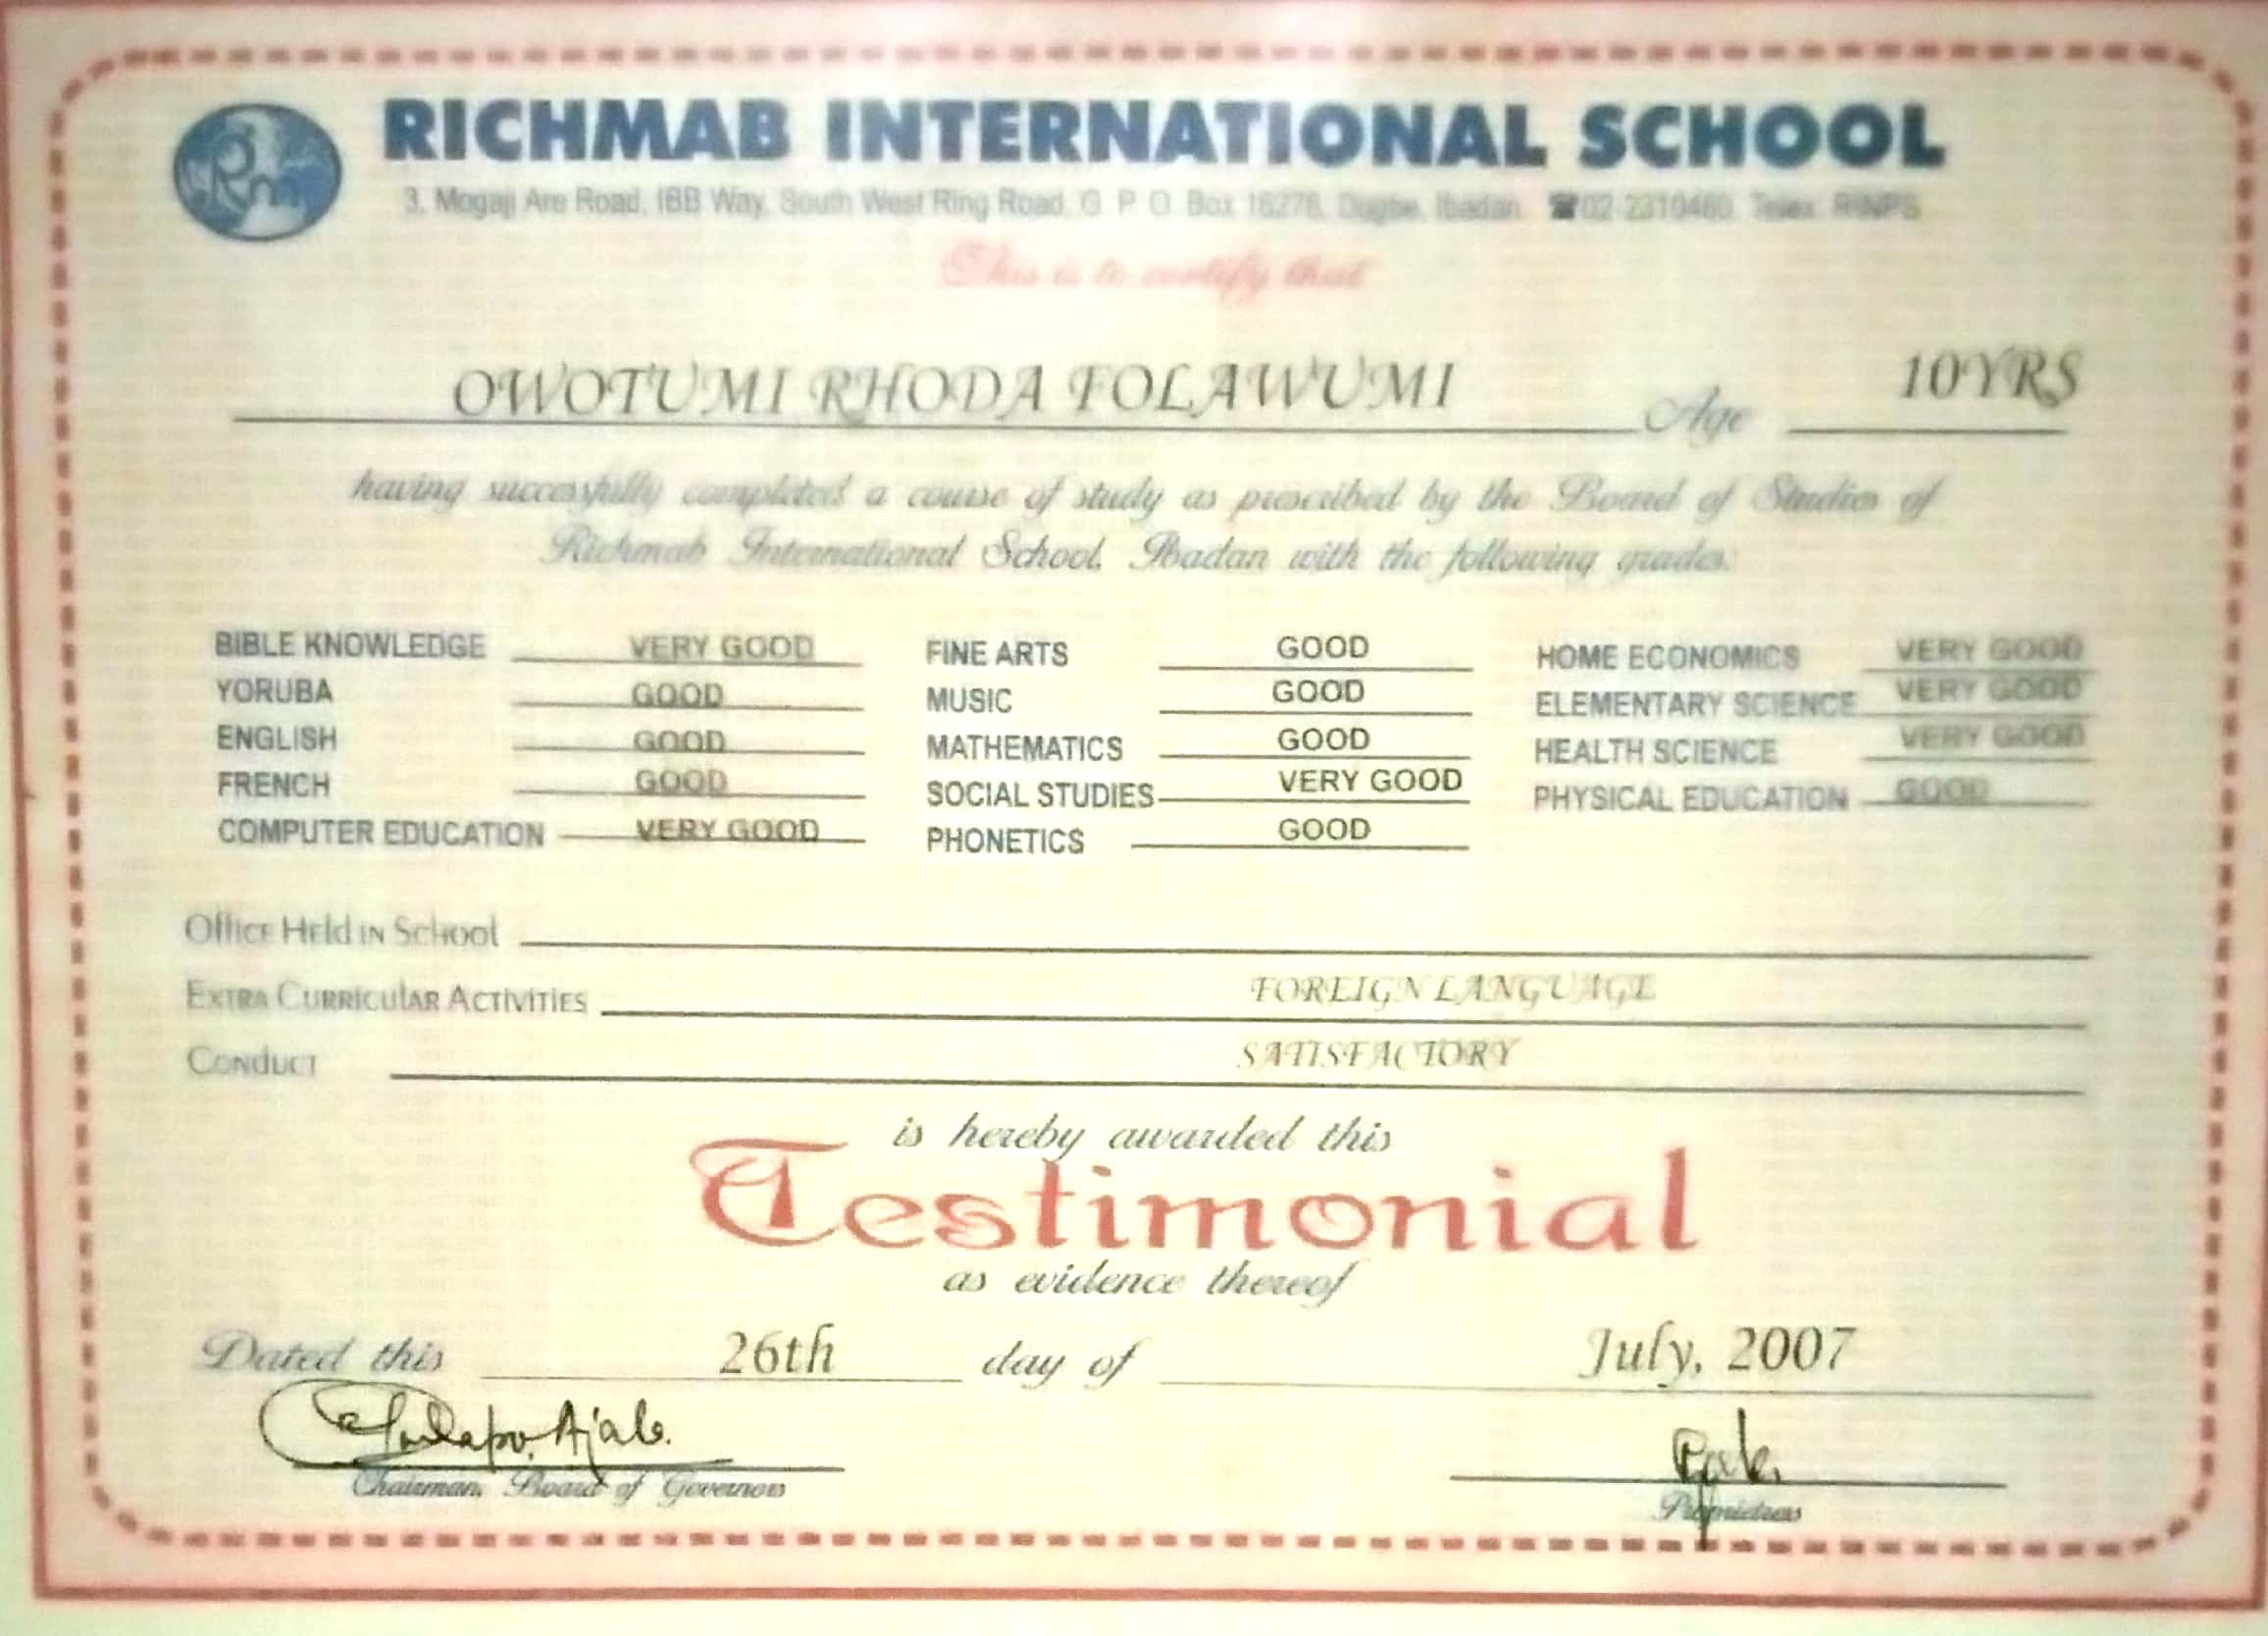 Rm
RICHMAB INTERNATIONAL SCHOOL
3, Mogaji Are Road, IBB Way, South West Ring Road, G. P. O. Box 16276, Dugbe, Ibadan. ☎02-2310460. Telex: RINPS
This is to certify that
OWOTUMI RHODA FOLAWUMI Age 10YRS
having successfully completed a course of study as prescribed by the Board of Studies of
Richmab International School, Ibadan with the following grades:
BIBLE KNOWLEDGE VERY GOOD FINE ARTS GOOD HOME ECONOMICS VERY GOOD
YORUBA GOOD MUSIC GOOD ELEMENTARY SCIENCE VERY GOOD
ENGLISH GOOD MATHEMATICS GOOD HEALTH SCIENCE VERY GOOD
FRENCH GOOD SOCIAL STUDIES VERY GOOD PHYSICAL EDUCATION GOOD
COMPUTER EDUCATION VERY GOOD PHONETICS GOOD
Office Held in School
Extra Curricular Activities FOREIGN LANGUAGE
Conduct SATISFACTORY
is hereby awarded this
Testimonial
as evidence thereof
Dated this 26th day of July, 2007
Chairman, Board of Governors Proprietress